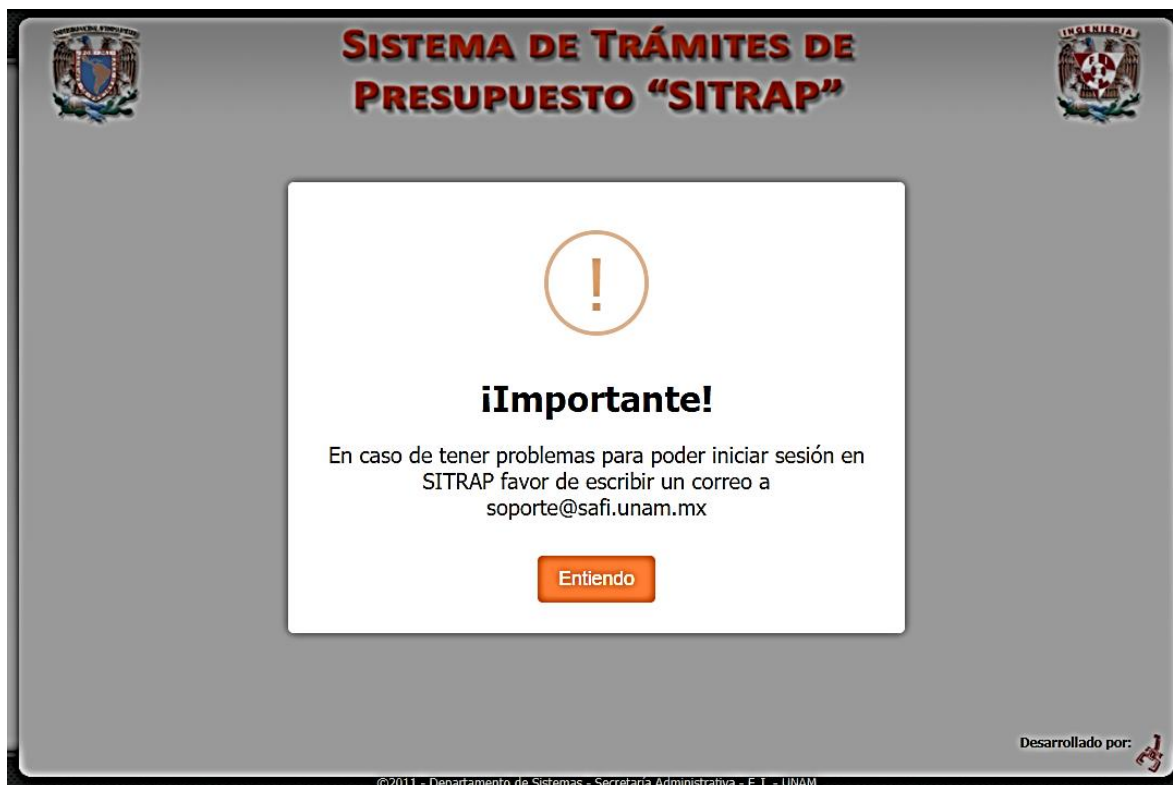 SISTEMA DE TRÁMITES DE
PRESUPUESTO “SITRAP”
INGENIERIA
!
¡Importante!
En caso de tener problemas para poder iniciar sesión en
SITRAP favor de escribir un correo a
soporte@safi.unam.mx
Entiendo
Desarrollado por:
©2011 - Departamento de Sistemas - Secretaría Administrativa - F.I. - UNAM